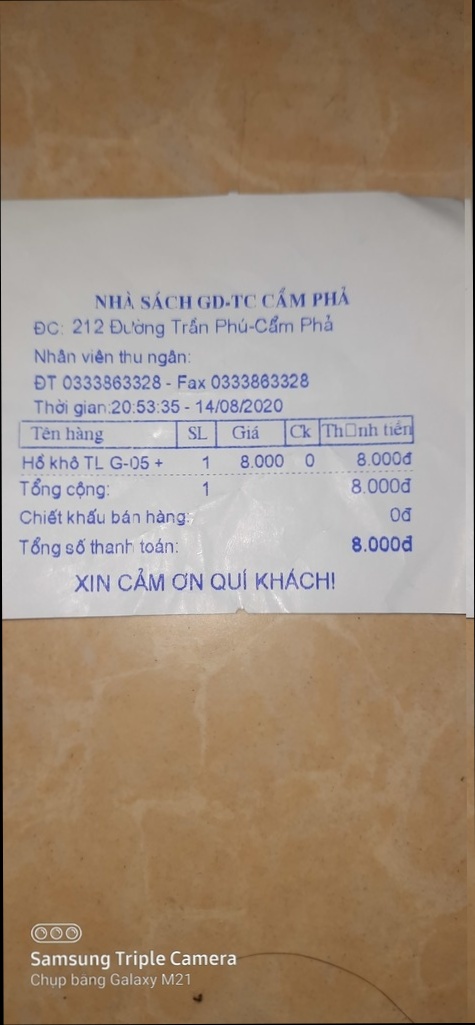 NHÀ SÁCH GD-TC CẨM PHẢ
ĐC: 212 Đường Trần Phú-Cẩm Phả
Nhân viên thu ngân:
ĐT 0333863328 - Fax 0333863328
Thời gian:20:53:35 - 14/08/2020
Tên hàng SL Giá Ck Th□nh tiền
Hồ khô TL G-05 + 1 8.000 0 8.000đ
Tổng cộng: 1 8.000đ
Chiết khấu bán hàng: 0đ
Tổng số thanh toán: 8.000đ
XIN CẢM ƠN QUÍ KHÁCH!
Samsung Triple Camera
Chụp bằng Galaxy M21